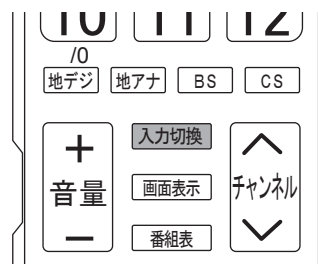 10 11 12
/0
地デジ 地アナ BS CS
入力切換
+ 音量 −
画面表示
チャンネル
番組表